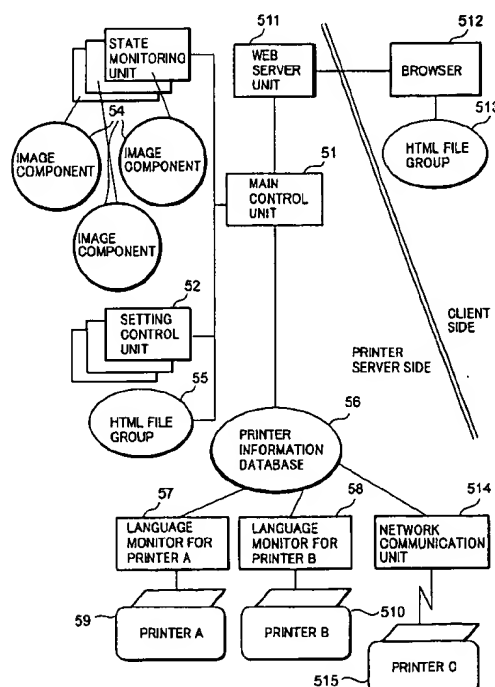 STATE
MONITORING
UNIT
54
IMAGE
COMPONENT
IMAGE
COMPONENT
IMAGE
COMPONENT
511
WEB
SERVER
UNIT
512
BROWSER
513
HTML FILE
GROUP
51
MAIN
CONTROL
UNIT
52
SETTING
CONTROL
UNIT
55
HTML FILE
GROUP
CLIENT
SIDE
PRINTER
SERVER SIDE
56
PRINTER
INFORMATION
DATABASE
57
LANGUAGE
MONITOR FOR
PRINTER A
58
LANGUAGE
MONITOR FOR
PRINTER B
514
NETWORK
COMMUNICATION
UNIT
59
PRINTER A
510
PRINTER B
515
PRINTER C